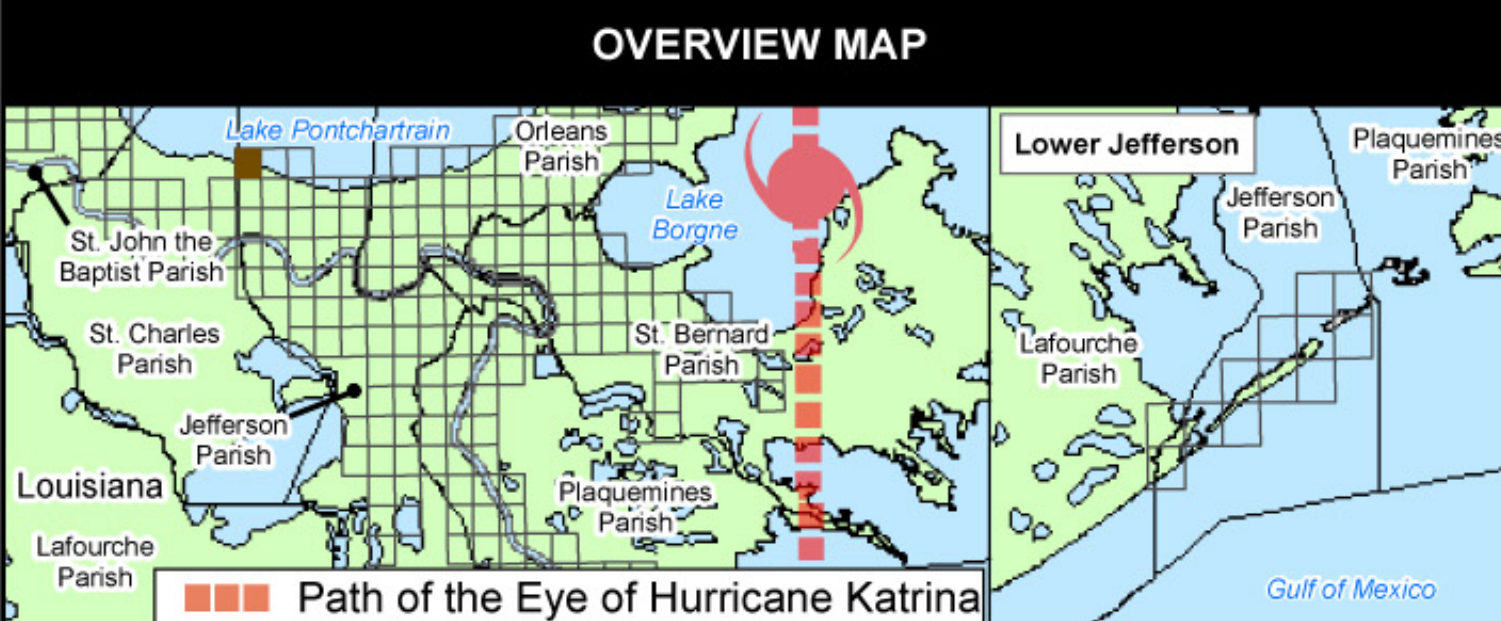 OVERVIEW MAP
Lake Pontchartrain
Orleans
Parish
Lake
Borgne
St. John the
Baptist Parish
St. Charles
Parish
St. Bernard
Parish
Jefferson
Parish
Louisiana
Plaquemines
Parish
Lafourche
Parish
Path of the Eye of Hurricane Katrina
Lower Jefferson
Plaquemines
Parish
Jefferson
Parish
Lafourche
Parish
Gulf of Mexico